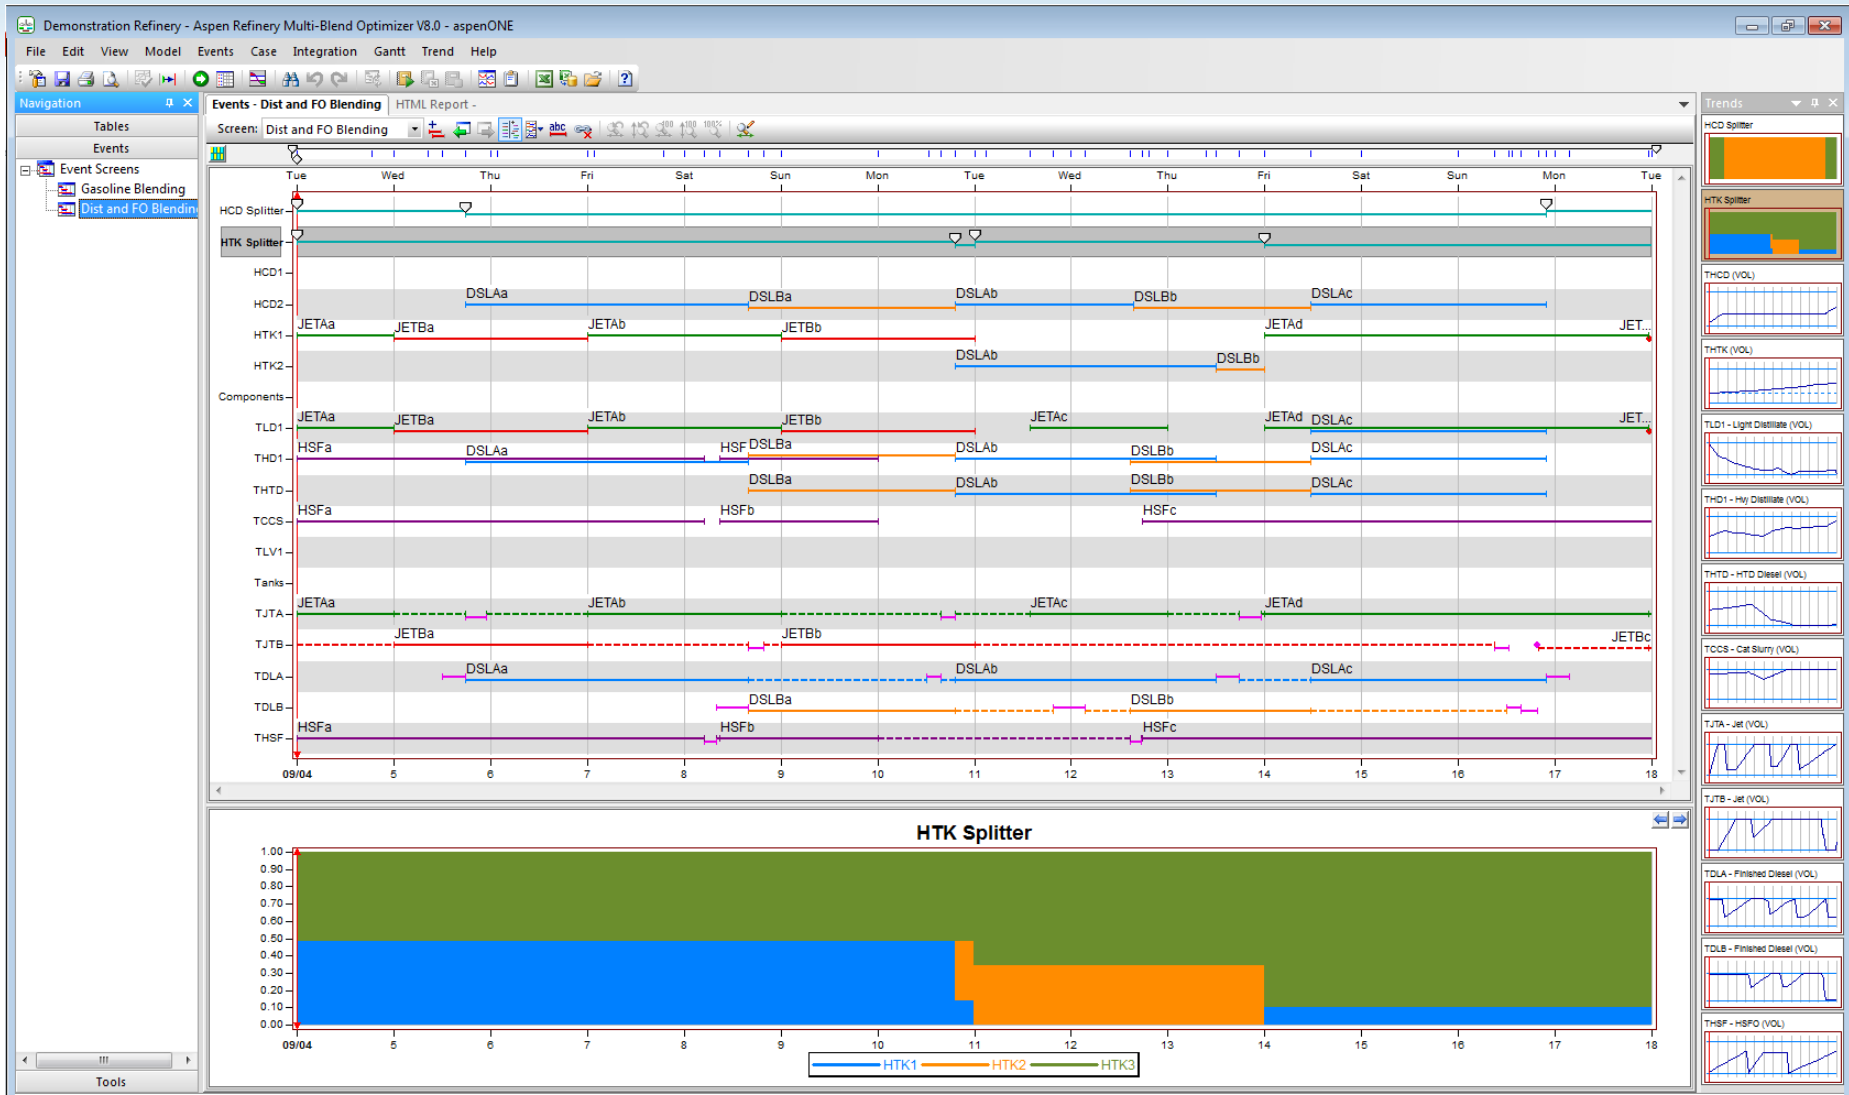 Demonstration Refinery - Aspen Refinery Multi-Blend Optimizer V8.0 - aspenONE
File Edit View Model Events Case Integration Gantt Trend Help
Navigation
Tables
Events
Event Screens
Gasoline Blending
Dist and FO Blendin
Tools
Events - Dist and FO Blending HTML Report -
Screen: Dist and FO Blending abc 100 100 100%
Tue Wed Thu Fri Sat Sun Mon Tue Wed Thu Fri Sat Sun Mon Tue
HCD Splitter
HTK Splitter
HCD1
HCD2 DSLAa DSLBa DSLAb DSLBb DSLAc
HTK1 JETAa JETBa JETAb JETBb JETAd JET...
HTK2 DSLAb DSLBb
Components
TLD1 JETAa JETBa JETAb JETBb JETAc JETAd DSLAc JET...
THD1 HSFa DSLAa HSF DSLBa DSLAb DSLBb DSLAc
THTD DSLBa DSLAb DSLBb DSLAc
TCCS HSFa HSFb HSFc
TLV1
Tanks
TJTA JETAa JETAb JETAc JETAd
TJTB JETBa JETBb JETBc
TDLA DSLAa DSLAb DSLAc
TDLB DSLBa DSLBb
THSF HSFa HSFb HSFc
09/04 5 6 7 8 9 10 11 12 13 14 15 16 17 18
HTK Splitter
1.00
0.90
0.80
0.70
0.60
0.50
0.40
0.30
0.20
0.10
0.00
09/04 5 6 7 8 9 10 11 12 13 14 15 16 17 18
HTK1 HTK2 HTK3
Trends
HCD Splitter
HTK Splitter
THCD (VOL)
THTK (VOL)
TLD1 - Light Distillate (VOL)
THD1 - Hvy Distillate (VOL)
THTD - HTD Diesel (VOL)
TCCS - Cat Slurry (VOL)
TJTA - Jet (VOL)
TJTB - Jet (VOL)
TDLA - Finished Diesel (VOL)
TDLB - Finished Diesel (VOL)
THSF - HSFO (VOL)